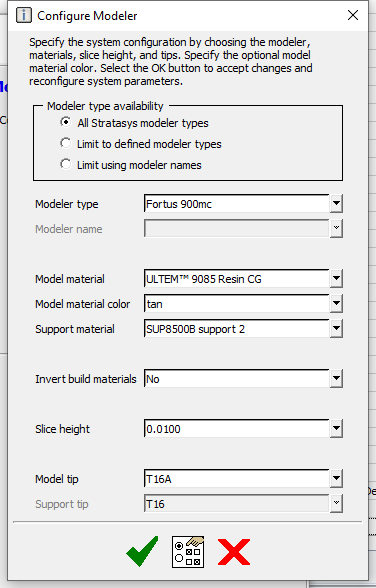 Configure Modeler
Specify the system configuration by choosing the modeler,
materials, slice height, and tips. Specify the optional model
material color. Select the OK button to accept changes and
reconfigure system parameters.
Modeler type availability
All Stratasys modeler types
Limit to defined modeler types
Limit using modeler names
Modeler type Fortus 900mc
Modeler name
Model material ULTEM™ 9085 Resin CG
Model material color tan
Support material SUP8500B support 2
Invert build materials No
Slice height 0.0100
Model tip T16A
Support tip T16
De